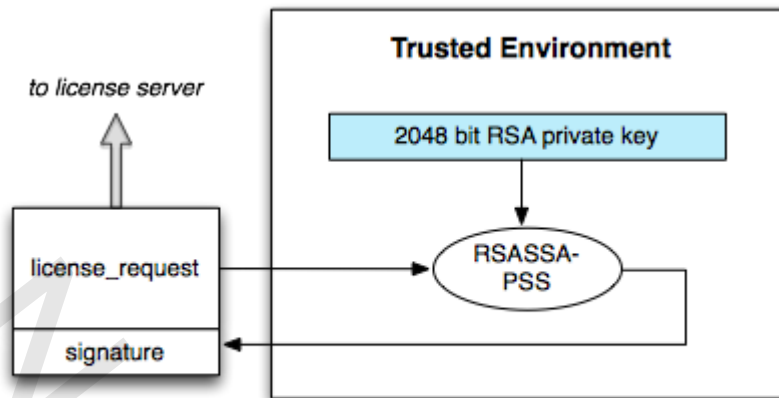 Trusted Environment
to license server
2048 bit RSA private key
license_request
RSASSA-
PSS
signature